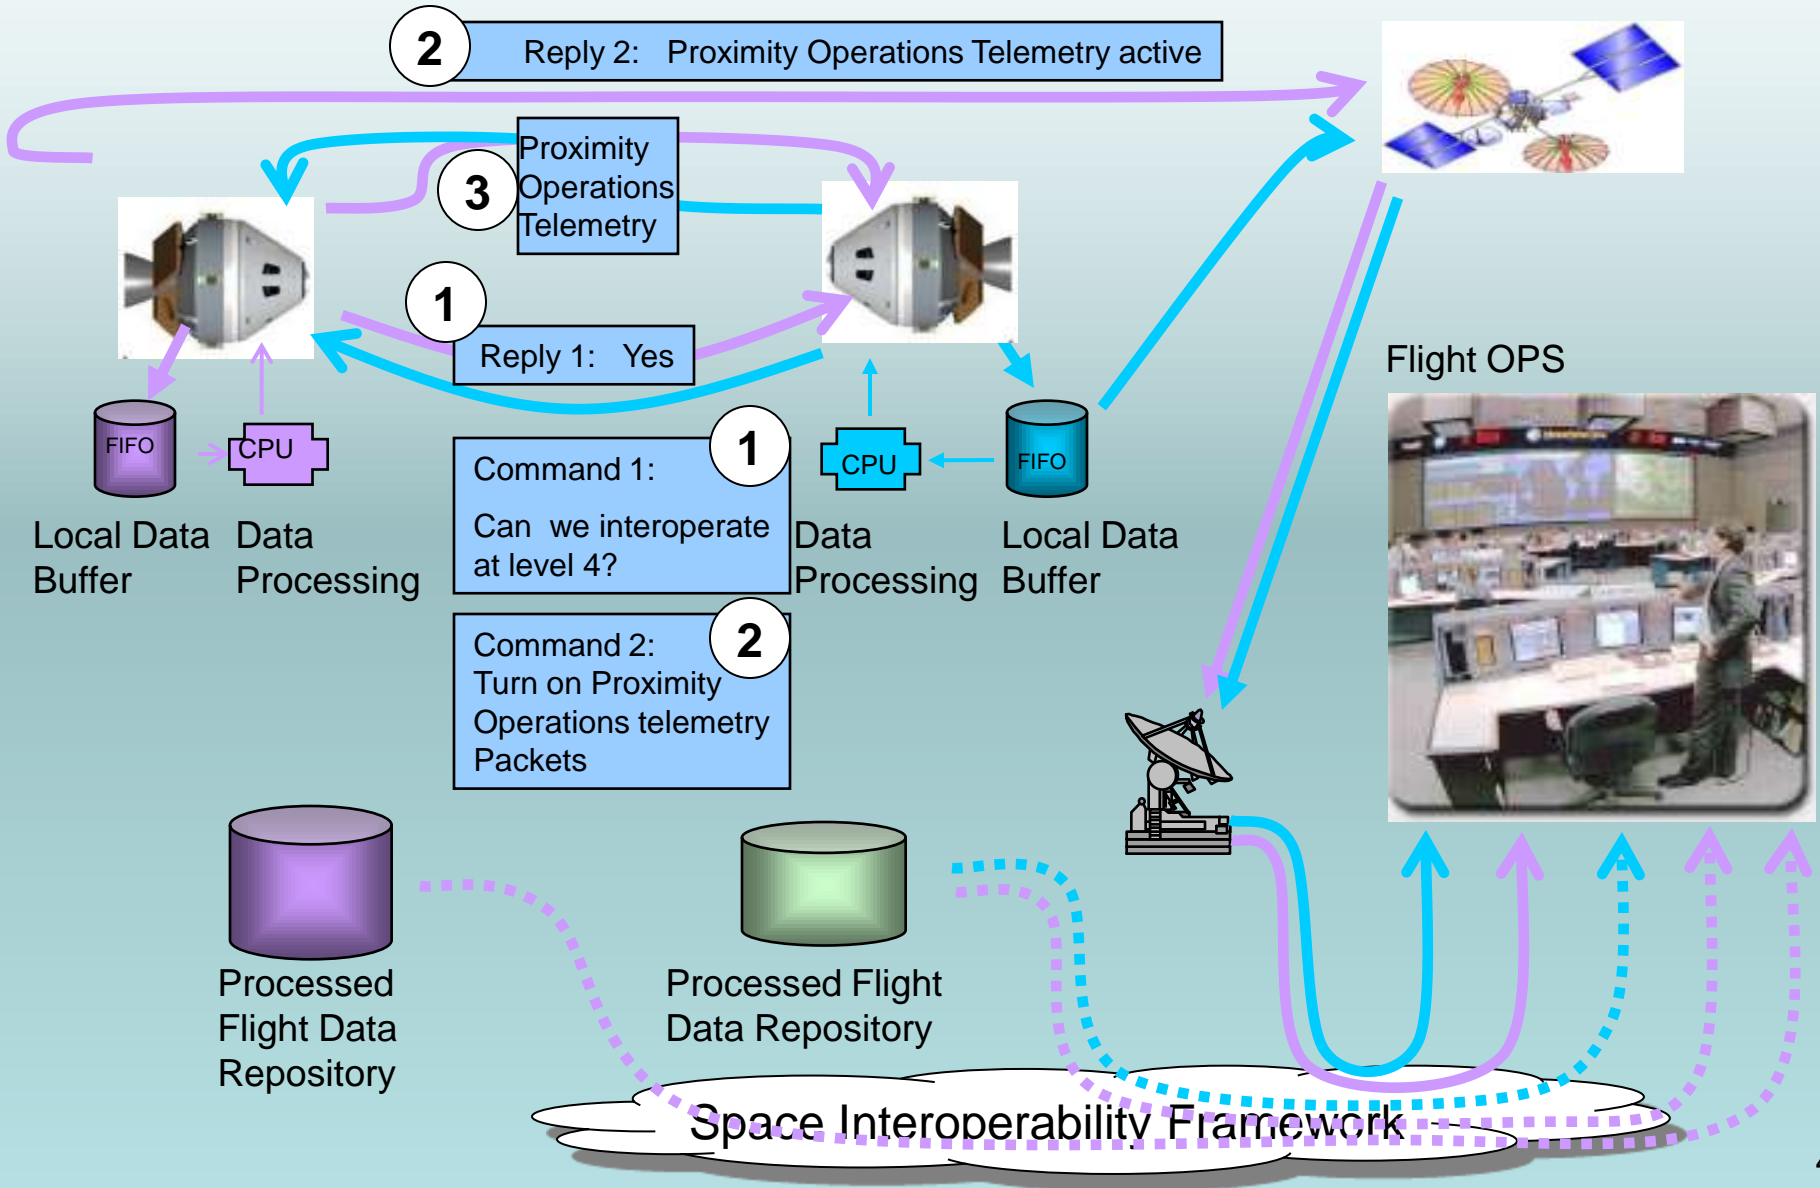 2
Reply 2: Proximity Operations Telemetry active
3
Proximity
Operations
Telemetry
1
Reply 1: Yes
Flight OPS
FIFO
CPU
Local Data
Buffer
Data
Processing
1
Command 1:
Can we interoperate
at level 4?
CPU
FIFO
Data
Processing
Local Data
Buffer
2
Command 2:
Turn on Proximity
Operations telemetry
Packets
Processed
Flight Data
Repository
Processed Flight
Data Repository
Space Interoperability Framework